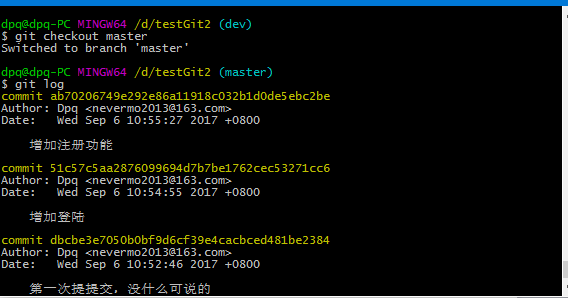 dpq@dpq-PC MINGW64 /d/testGit2 (dev)
$ git checkout master
Switched to branch 'master'
dpq@dpq-PC MINGW64 /d/testGit2 (master)
$ git log
commit ab70206749e292e86a11918c032b1d0de5ebc2be
Author: Dpq <nevermo2013@163.com>
Date:   Wed Sep 6 10:55:27 2017 +0800
增加注册功能
commit 51c57c5aa2876099694d7b7be1762cec53271cc6
Author: Dpq <nevermo2013@163.com>
Date:   Wed Sep 6 10:54:55 2017 +0800
增加登陆
commit dbcbe3e7050b0bf9d6cf39e4cacbced481be2384
Author: Dpq <nevermo2013@163.com>
Date:   Wed Sep 6 10:52:46 2017 +0800
第一次提提交，没什么可说的